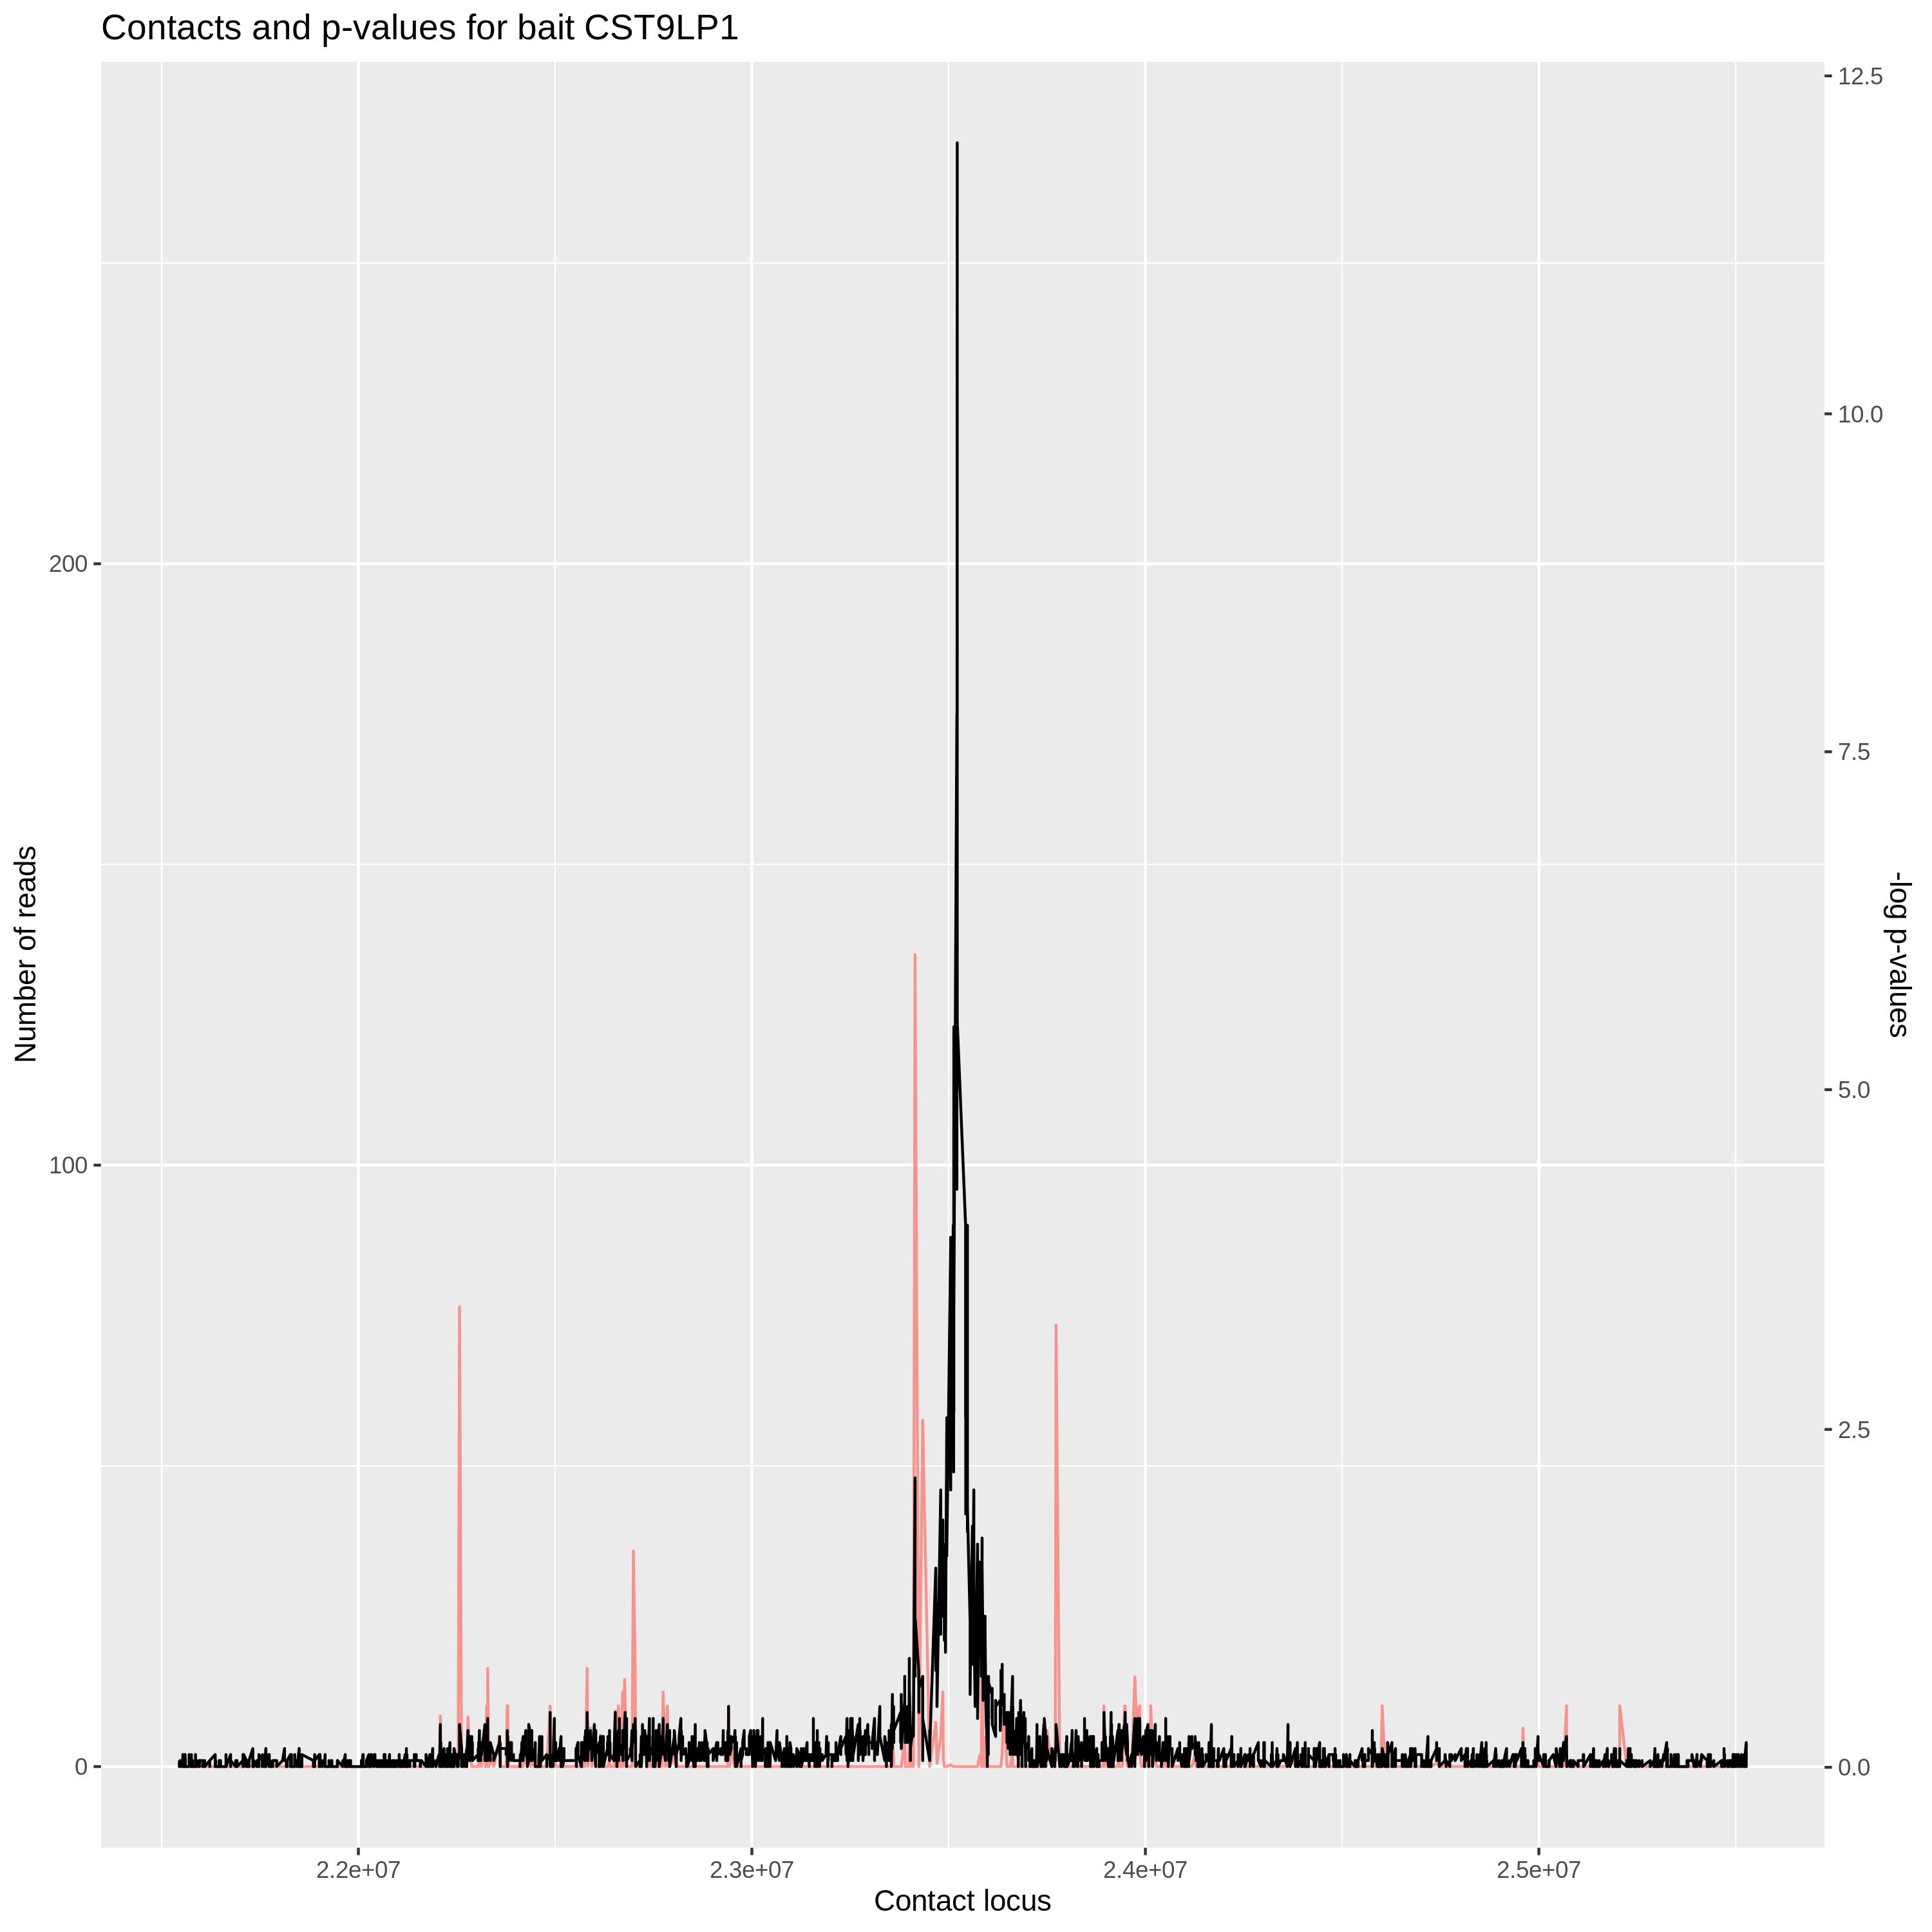 Contacts and p-values for bait CST9LP1
12.5
10.0
200
7.5
Number of reads
-log p-values
5.0
100
2.5
0
0.0
2.2e+07
2.3e+07
2.4e+07
2.5e+07
Contact locus